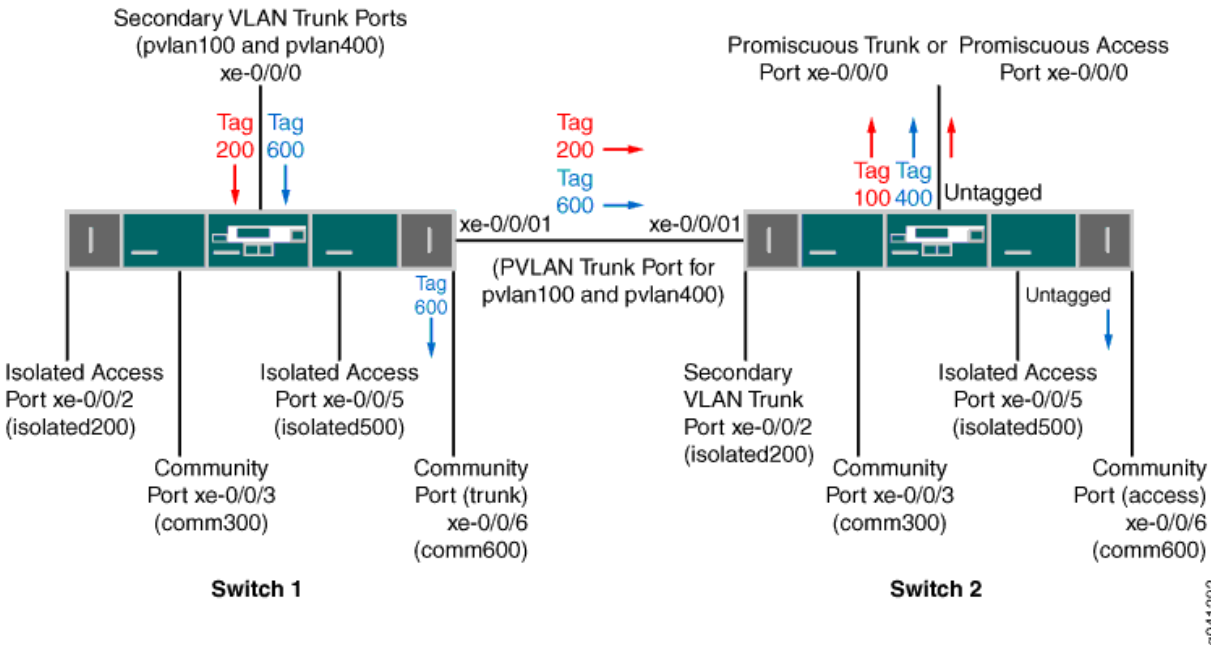 Secondary VLAN Trunk Ports
(pvlan100 and pvlan400)
xe-0/0/0
Promiscuous Trunk or Promiscuous Access
Port xe-0/0/0 Port xe-0/0/0
Tag Tag
200 600
Tag
200
Tag
600
Tag Tag
100 400 Untagged
xe-0/0/01 xe-0/0/01
(PVLAN Trunk Port for
pvlan100 and pvlan400)
Tag
600
Untagged
Isolated Access
Port xe-0/0/2
(isolated200)
Isolated Access
Port xe-0/0/5
(isolated500)
Secondary
VLAN Trunk
Port xe-0/0/2
(isolated200)
Isolated Access
Port xe-0/0/5
(isolated500)
Community
Port xe-0/0/3
(comm300)
Community
Port (trunk)
xe-0/0/6
(comm600)
Community
Port xe-0/0/3
(comm300)
Community
Port (access)
xe-0/0/6
(comm600)
Switch 1
Switch 2